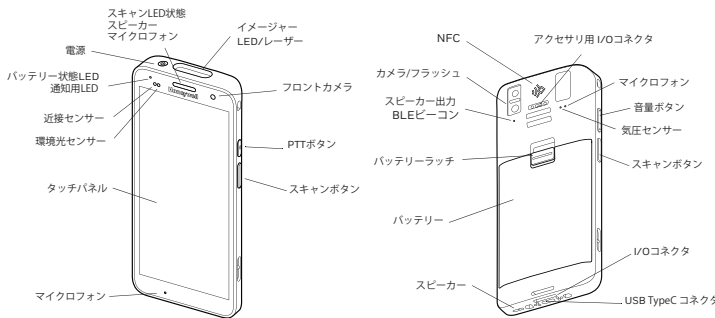 スキャンLED状態
スピーカー
マイクロフォン
イメージャー
LED/レーザー
電源
バッテリー状態LED
通知用LED
フロントカメラ
近接センサー
環境光センサー
PTTボタン
タッチパネル
スキャンボタン
マイクロフォン
Honeywell
NFC
アクセサリ用 I/Oコネクタ
カメラ/フラッシュ
マイクロフォン
スピーカー出力
BLEビーコン
音量ボタン
気圧センサー
バッテリーラッチ
スキャンボタン
バッテリー
I/Oコネクタ
スピーカー
USB TypeC コネクタ